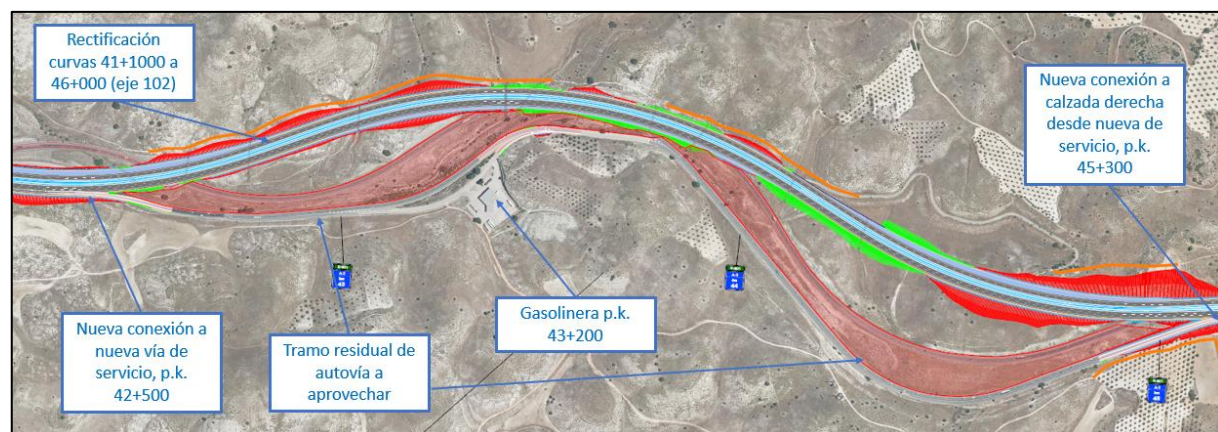 Rectificación
curvas 41+1000 a
46+000 (eje 102)
Nueva conexión a
calzada derecha
desde nueva de
servicio, p.k.
45+300
Nueva conexión a
nueva vía de
servicio, p.k.
42+500
Tramo residual de
autovía a
aprovechar
Gasolinera p.k.
43+200